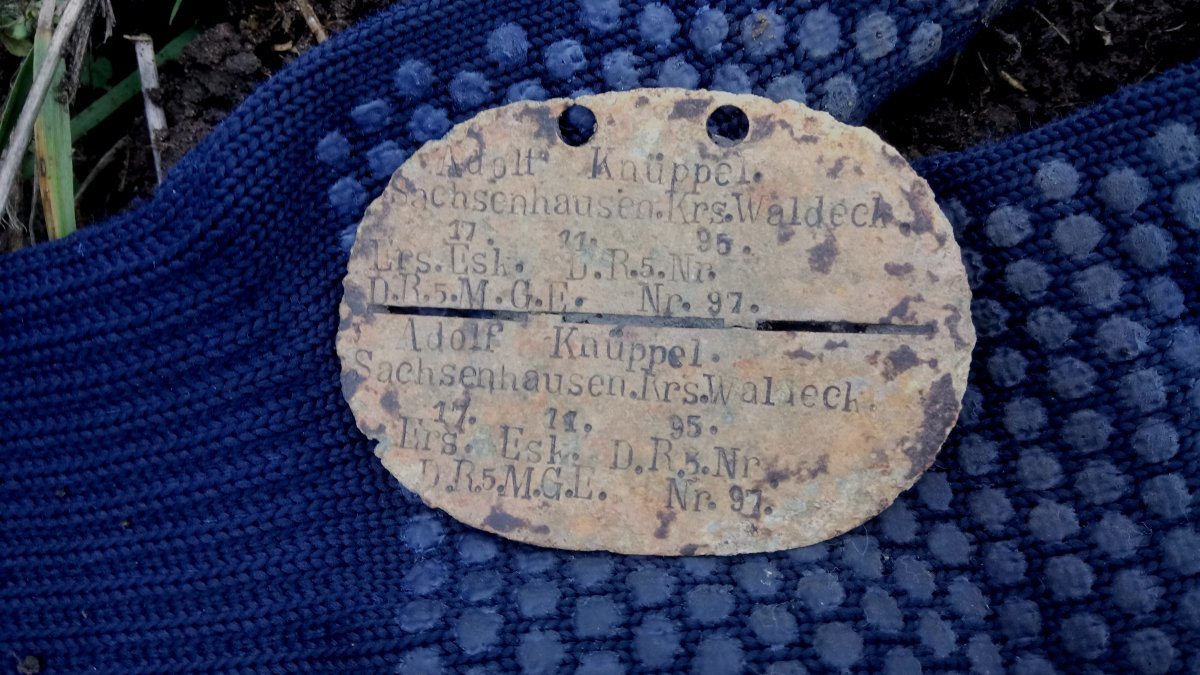 Adolf Knüppel.
Sachsenhausen.Krs.Waldeck.
17. 11. 95.
Ers.Esk. D.R.5.Nr.
D.R.5.M.G.E. Nr.97.
Adolf Knüppel.
Sachsenhausen.Krs.Waldeck.
17. 11. 95.
Ers. Esk. D.R.5.Nr
D.R.5.M.G.E. Nr.97.